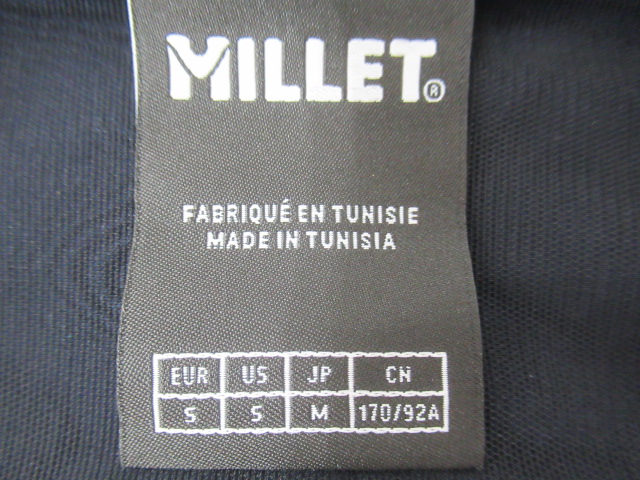 MILLET®
FABRIQUÉ EN TUNISIE
MADE IN TUNISIA
EUR US JP CN
S S M 170/92A